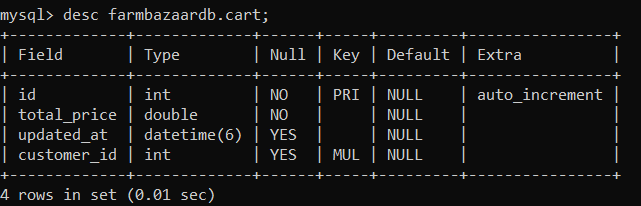 mysql> desc farmbazaardb.cart;
+-------------+-------------+------+-----+---------+----------------+
| Field       | Type        | Null | Key | Default | Extra          |
+-------------+-------------+------+-----+---------+----------------+
| id          | int         | NO   | PRI | NULL    | auto_increment |
| total_price | double      | NO   |     | NULL    |                |
| updated_at  | datetime(6) | YES  |     | NULL    |                |
| customer_id | int         | YES  | MUL | NULL    |                |
+-------------+-------------+------+-----+---------+----------------+
4 rows in set (0.01 sec)